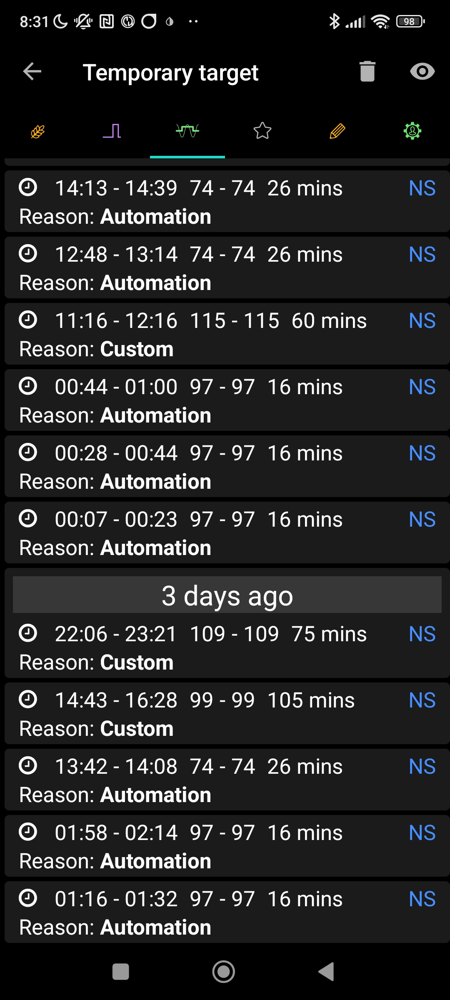 8:31
98
Temporary target
14:13 - 14:39 74 - 74 26 mins NS
Reason: Automation
12:48 - 13:14 74 - 74 26 mins NS
Reason: Automation
11:16 - 12:16 115 - 115 60 mins NS
Reason: Custom
00:44 - 01:00 97 - 97 16 mins NS
Reason: Automation
00:28 - 00:44 97 - 97 16 mins NS
Reason: Automation
00:07 - 00:23 97 - 97 16 mins NS
Reason: Automation
3 days ago
22:06 - 23:21 109 - 109 75 mins NS
Reason: Custom
14:43 - 16:28 99 - 99 105 mins NS
Reason: Custom
13:42 - 14:08 74 - 74 26 mins NS
Reason: Automation
01:58 - 02:14 97 - 97 16 mins NS
Reason: Automation
01:16 - 01:32 97 - 97 16 mins NS
Reason: Automation